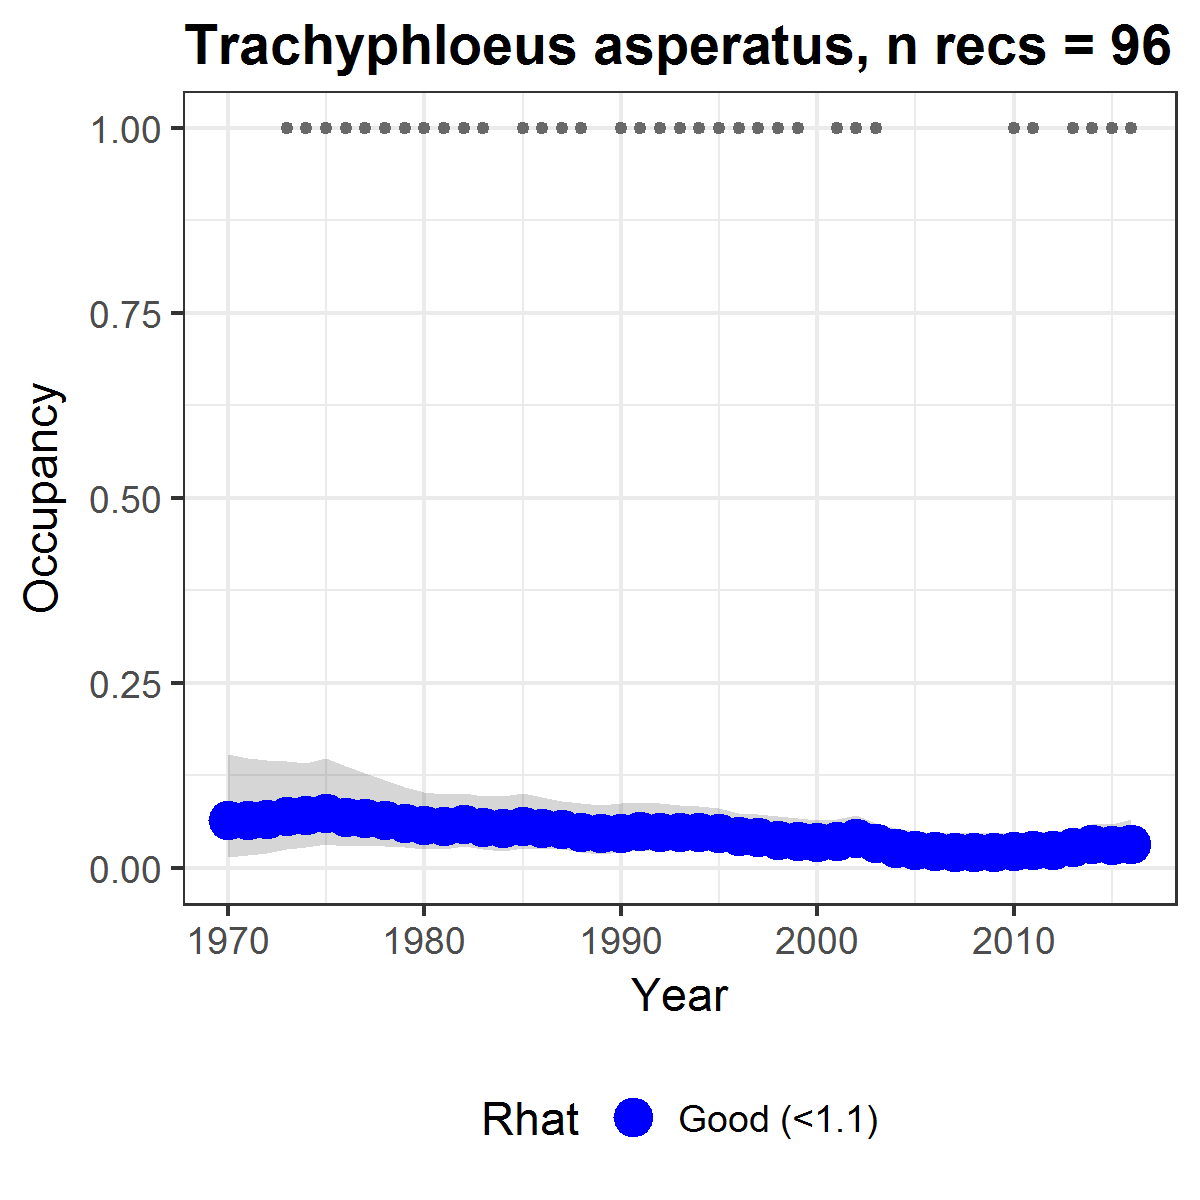 Trachyphloeus asperatus, n recs = 96
1.00
0.75
0.50
0.25
0.00
Occupancy
1970 1980 1990 2000 2010
Year
Rhat Good (<1.1)